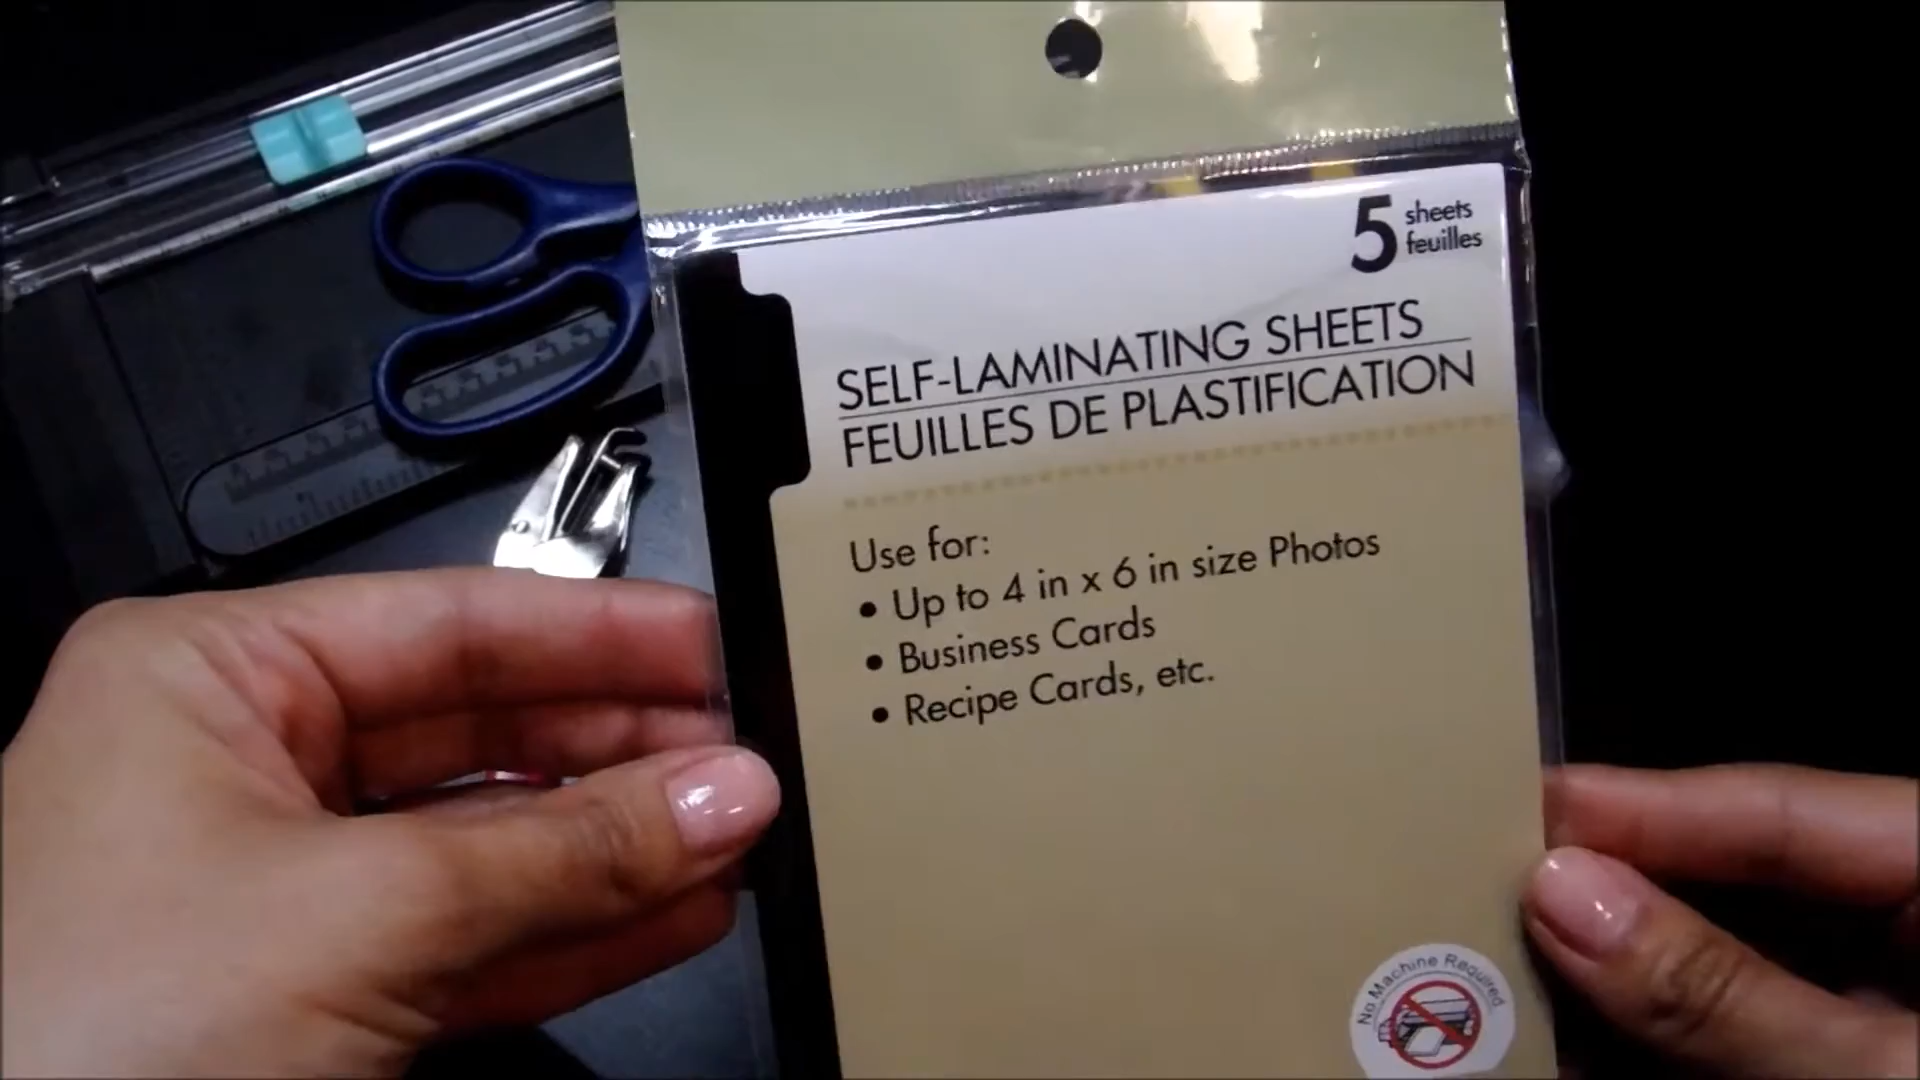 5 sheets
feuilles
SELF-LAMINATING SHEETS
FEUILLES DE PLASTIFICATION
Use for:
• Up to 4 in x 6 in size Photos
• Business Cards
• Recipe Cards, etc.
No Machine Required